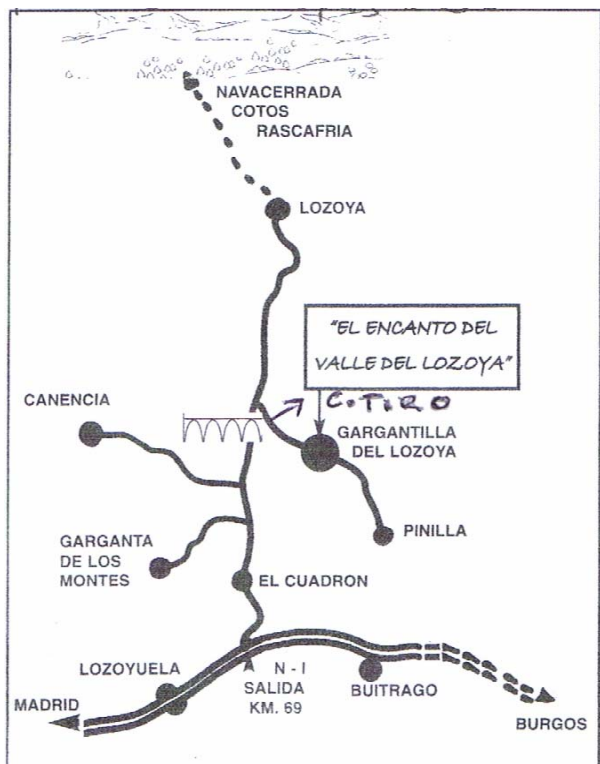 NAVACERRADA
COTOS
RASCAFRIA
LOZOYA
"EL ENCANTO DEL
VALLE DEL LOZOYA"
CANENCIA
C.TIRO
GARGANTILLA
DEL LOZOYA
PINILLA
GARGANTA
DE LOS
MONTES
EL CUADRON
LOZOYUELA
N - I
SALIDA
KM. 69
BUITRAGO
MADRID
BURGOS